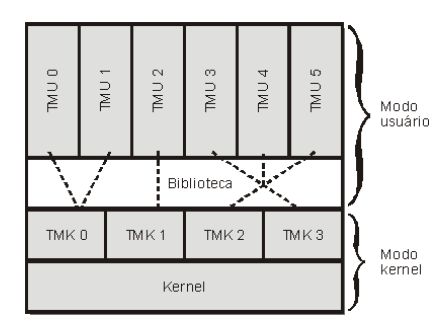 TMU 0
TMU 1
TMU 2
TMU 3
TMU 4
TMU 5
Modo
usuário
Biblioteca
TMK 0
TMK 1
TMK 2
TMK 3
Modo
kernel
Kernel